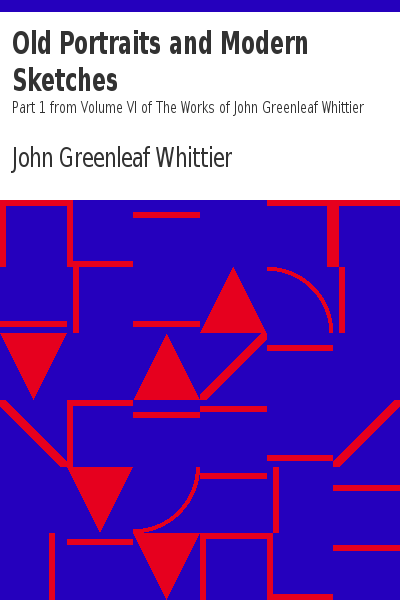 Old Portraits and Modern
Sketches
Part 1 from Volume VI of The Works of John Greenleaf Whittier
John Greenleaf Whittier